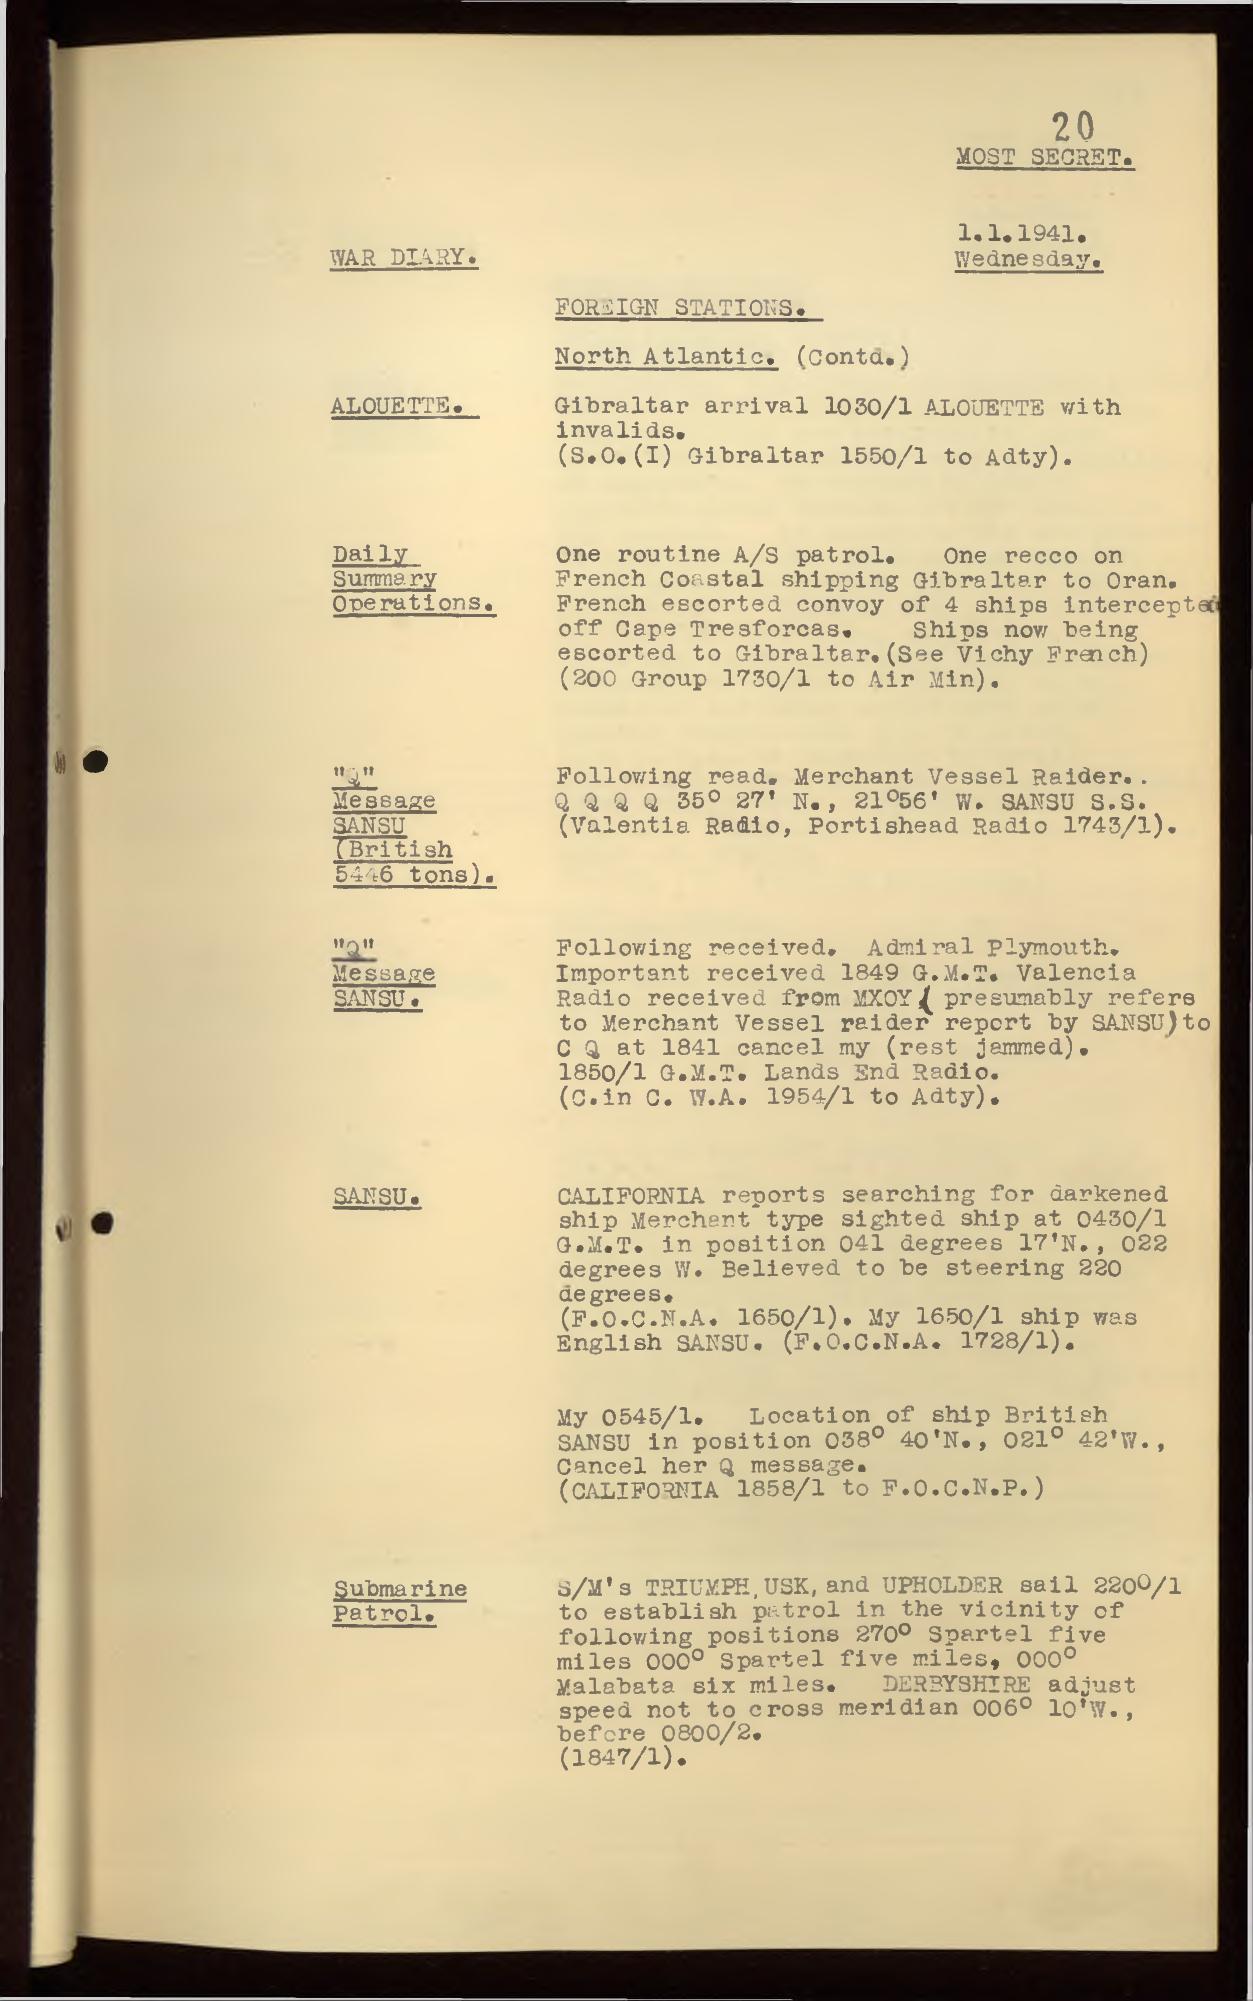 20
MOST SECRET.
1.1.1941.
WAR DIARY.
Wednesday.
FOREIGN STATIONS.
North Atlantic. (Contd.)
ALOUETTE.
Gibraltar arrival 1030/1 ALOUETTE with
invalids.
(S.O.(I) Gibraltar 1550/1 to Adty).
Daily
Summary
Operations.
One routine A/S patrol. One recco on
French Coastal shipping Gibraltar to Oran.
French escorted convoy of 4 ships intercepted
off Cape Tresforcas. Ships now being
escorted to Gibraltar.(See Vichy French)
(200 Group 1730/1 to Air Min).
"Q"
Message
SANSU
(British
5446 tons).
Following read. Merchant Vessel Raider..
Q Q Q Q 35° 27' N., 21°56' W. SANSU S.S.
(Valentia Radio, Portishead Radio 1743/1).
"Q"
Message
SANSU.
Following received. Admiral Plymouth.
Important received 1849 G.M.T. Valencia
Radio received from MXOY ( presumably refers
to Merchant Vessel raider report by SANSU) to
C Q at 1841 cancel my (rest jammed).
1850/1 G.M.T. Lands End Radio.
(C.in C. W.A. 1954/1 to Adty).
SANSU.
CALIFORNIA reports searching for darkened
ship Merchant type sighted ship at 0430/1
G.M.T. in position 041 degrees 17'N., 022
degrees W. Believed to be steering 220
degrees.
(F.O.C.N.A. 1650/1). My 1650/1 ship was
English SANSU. (F.O.C.N.A. 1728/1).
My 0545/1. Location of ship British
SANSU in position 038° 40'N., 021° 42'W.,
Cancel her Q message.
(CALIFORNIA 1858/1 to F.O.C.N.P.)
Submarine
Patrol.
S/M's TRIUMPH, USK, and UPHOLDER sail 2200/1
to establish patrol in the vicinity of
following positions 270° Spartel five
miles 000° Spartel five miles, 000°
Malabata six miles. DERBYSHIRE adjust
speed not to cross meridian 006° 10'W.,
before 0800/2.
(1847/1).